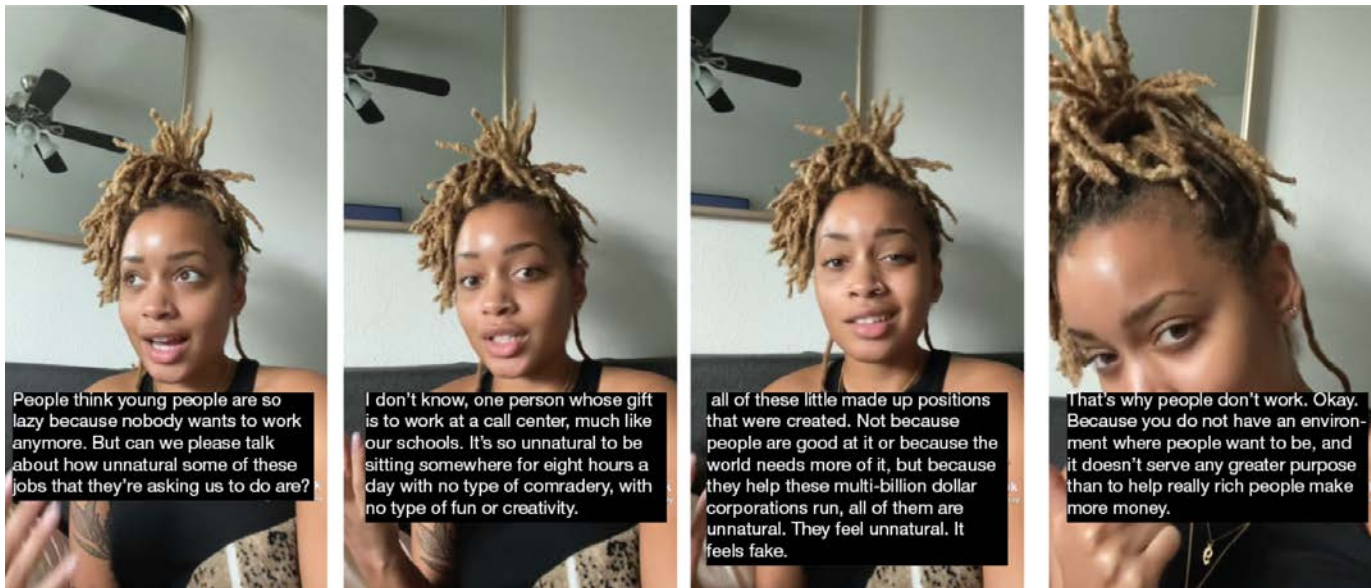 People think young people are so
lazy because nobody wants to work
anymore. But can we please talk
about how unnatural some of these
jobs that they're asking us to do are?
I don't know, one person whose gift
is to work at a call center, much like
our schools. It's so unnatural to be
sitting somewhere for eight hours a
day with no type of comradery, with
no type of fun or creativity.
all of these little made up positions
that were created. Not because
people are good at it or because the
world needs more of it, but because
they help these multi-billion dollar
corporations run, all of them are
unnatural. They feel unnatural. It
feels fake.
That's why people don't work. Okay.
Because you do not have an environ-
ment where people want to be, and
it doesn't serve any greater purpose
than to help really rich people make
more money.